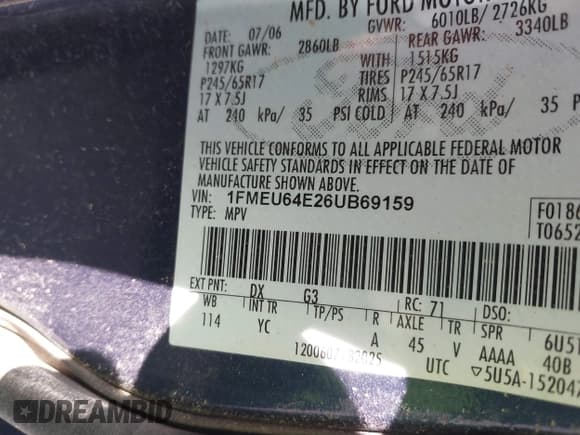 MFD. BY FORD MOTOR
07/06 GVWR: 6010LB/ 2726KG
FRONT GAWR: 2860LB REAR GAWR: 3340LB
1297KG WITH 1515KG
P245/65R17 TIRES P245/65R17
17 X 7.5J RIMS 17 X 7.5J
AT 240 kPa/ 35 PSI COLD AT 240 kPa/ 35 P
THIS VEHICLE CONFORMS TO ALL APPLICABLE FEDERAL MOTOR
VEHICLE SAFETY STANDARDS IN EFFECT ON THE DATE OF
MANUFACTURE SHOWN ABOVE.
VIN: 1FMEU64E26UB69159
TYPE: MPV
F018
T0652
EXT PNT: DX G3 RC: 71 DSO:
WB INT TR TP/PS R AXLE TR SPR
114 YC A 45 V AAAA 6U51
40B
UTC ▽5U5A-15204
DREAMBID